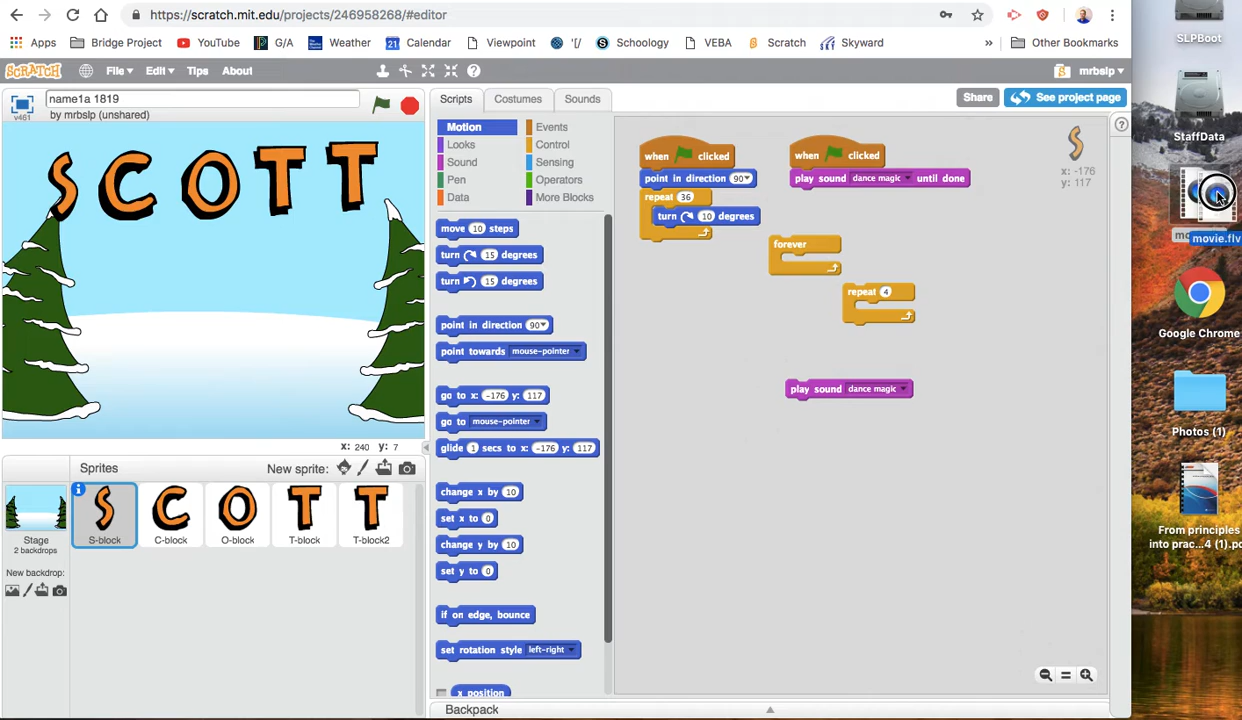 https://scratch.mit.edu/projects/246958268/#editor
Apps Bridge Project YouTube G/A Weather Calendar Viewpoint '[/ Schoology VEBA Scratch Skyward » Other Bookmarks
SCRATCH File Edit Tips About mrbslp
v461
name1a 1819
by mrbslp (unshared)
Scripts Costumes Sounds Share See project page
SCOTT
x: 240 y: 7
Sprites New sprite:
Stage
2 backdrops
New backdrop:
S-block C-block O-block T-block T-block2
Motion Events
Looks Control
Sound Sensing
Pen Operators
Data More Blocks
move 10 steps
turn 15 degrees
turn 15 degrees
point in direction 90
point towards mouse-pointer
go to x: -176 y: 117
go to mouse-pointer
glide 1 secs to x: -176 y: 117
change x by 10
set x to 0
change y by 10
set y to 0
if on edge, bounce
set rotation style left-right
x position
when clicked
point in direction 90
repeat 36
turn 10 degrees
when clicked
play sound dance magic until done
forever
repeat 4
play sound dance magic
S
x: -176
y: 117
Backpack
SLPBoot
StaffData
movie.flv
Google Chrome
Photos (1)
From principles
into prac...4 (1).p